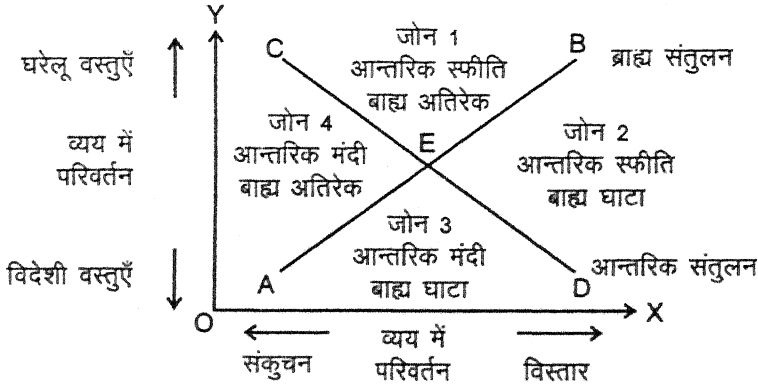 Y
C
जोन 1
आन्तरिक स्फीति
बाह्य अतिरेक
B
ब्राह्य संतुलन
घरेलू वस्तुएँ
व्यय में
परिवर्तन
विदेशी वस्तुएँ
जोन 4
आन्तरिक मंदी
बाह्य अतिरेक
E
जोन 2
आन्तरिक स्फीति
बाह्य घाटा
जोन 3
आन्तरिक मंदी
बाह्य घाटा
A
D
आन्तरिक संतुलन
O
X
संकुचन
व्यय में
परिवर्तन
विस्तार